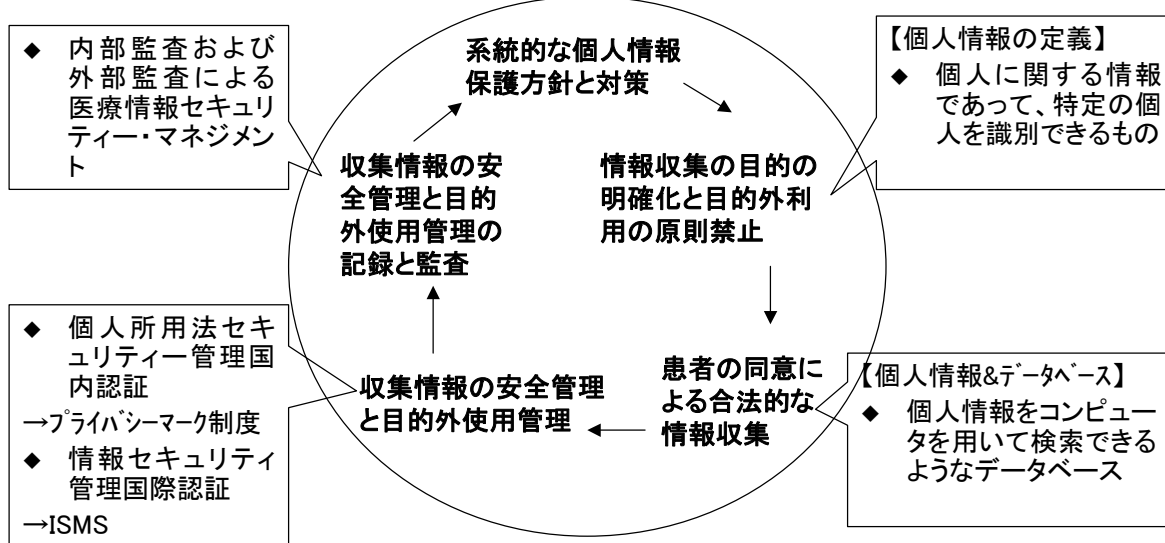 系統的な個人情報
保護方針と対策
◆ 内部監査および
外部監査による
医療情報セキュリ
ティー・マネジメン
ト
【個人情報の定義】
◆ 個人に関する情報
であって、特定の個
人を識別できるもの
収集情報の安
全管理と目的
外使用管理の
記録と監査
情報収集の目的の
明確化と目的外利
用の原則禁止
◆ 個人所用法セキ
ュリティー管理国
内認証
→プライバシーマーク制度
◆ 情報セキュリティ
管理国際認証
→ISMS
収集情報の安全管理
と目的外使用管理
患者の同意に
よる合法的な
情報収集
【個人情報&データベース】
◆ 個人情報をコンピュー
タを用いて検索できる
ようなデータベース